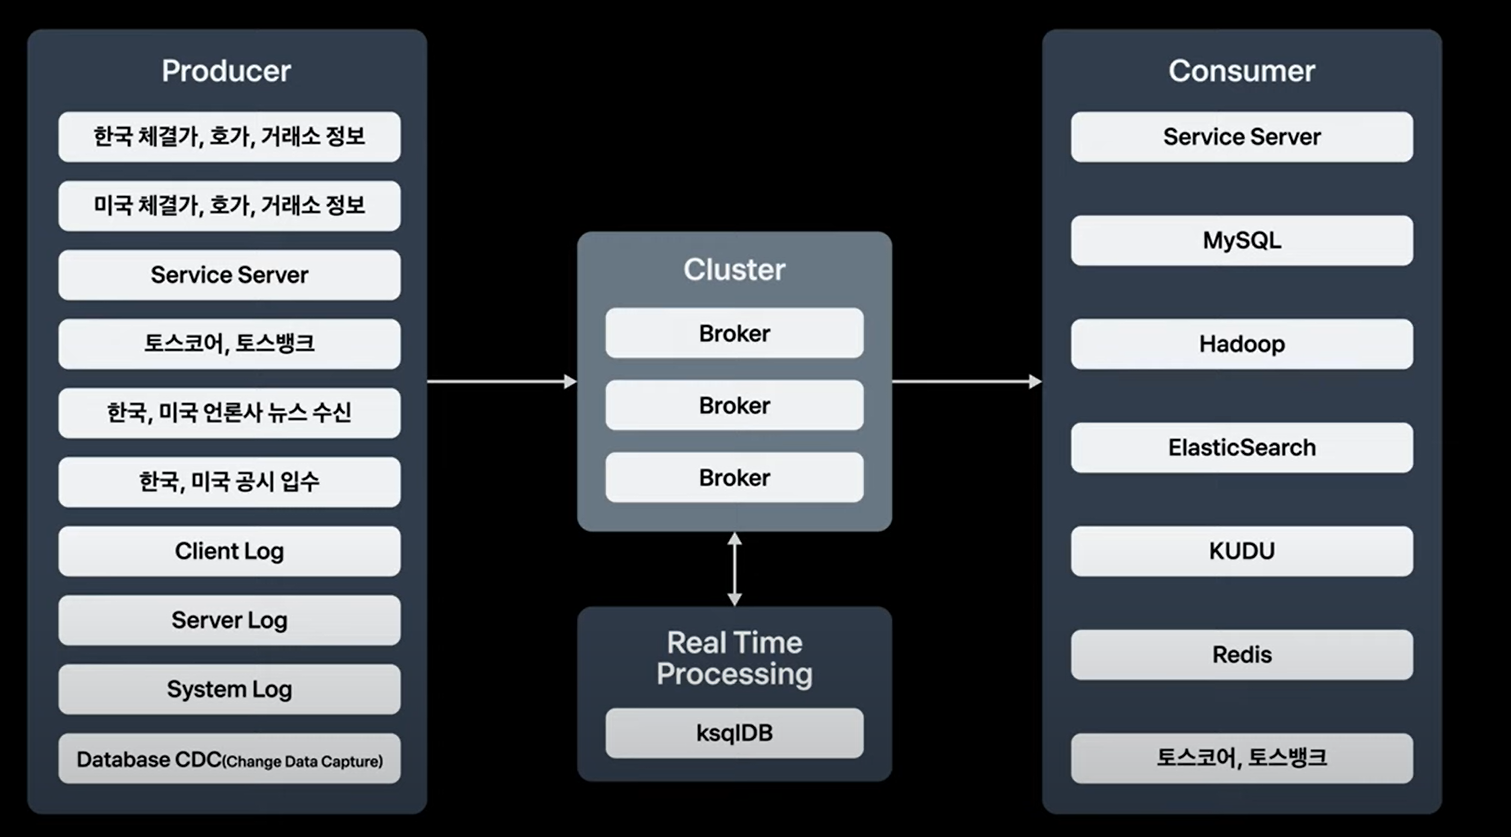 Producer
한국 체결가, 호가, 거래소 정보
미국 체결가, 호가, 거래소 정보
Service Server
토스코어, 토스뱅크
한국, 미국 언론사 뉴스 수신
한국, 미국 공시 입수
Client Log
Server Log
System Log
Database CDC(Change Data Capture)
Cluster
Broker
Broker
Broker
Real Time
Processing
ksqlDB
Consumer
Service Server
MySQL
Hadoop
ElasticSearch
KUDU
Redis
토스코어, 토스뱅크